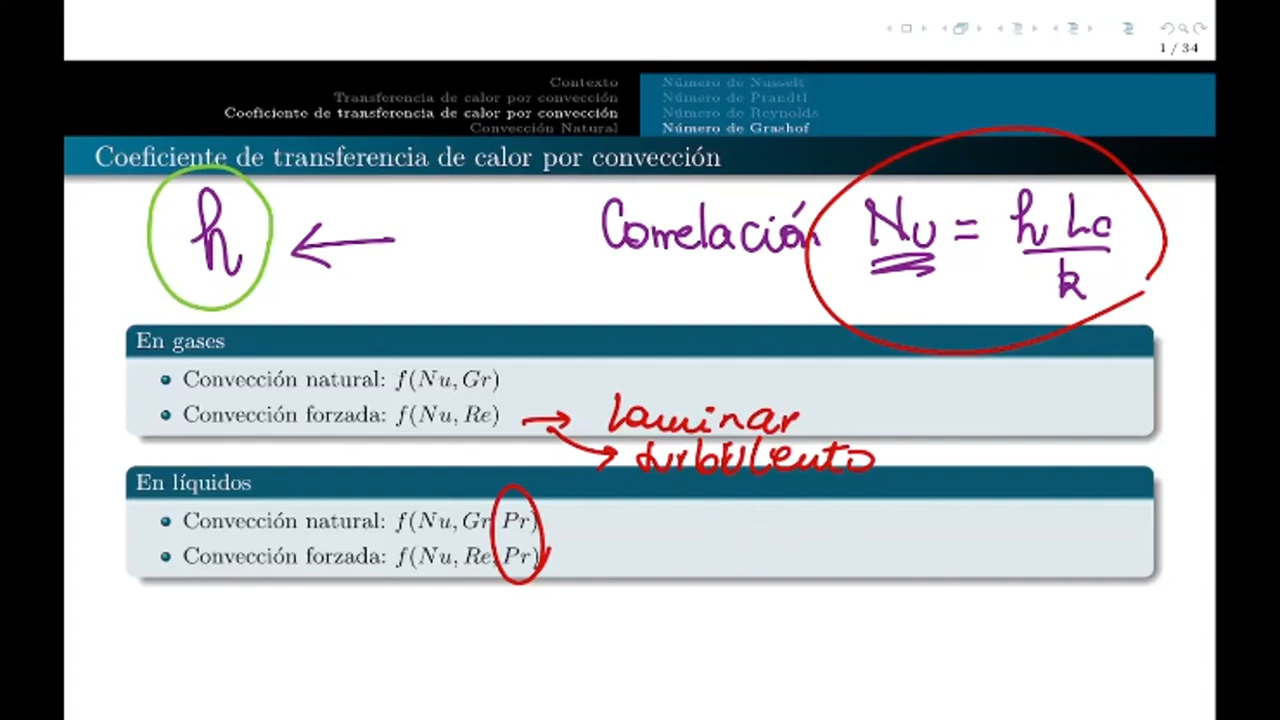 1 / 34
Contexto
Transferencia de calor por convección
Coeficiente de transferencia de calor por convección
Convección Natural
Número de Nusselt
Número de Prandtl
Número de Reynolds
Número de Grashof
Coeficiente de transferencia de calor por convección
h ← Correlación Nu = h Lc / k
En gases
Convección natural: f(Nu, Gr)
Convección forzada: f(Nu, Re) → laminar
→ turbulento
En líquidos
Convección natural: f(Nu, Gr, Pr)
Convección forzada: f(Nu, Re, Pr)